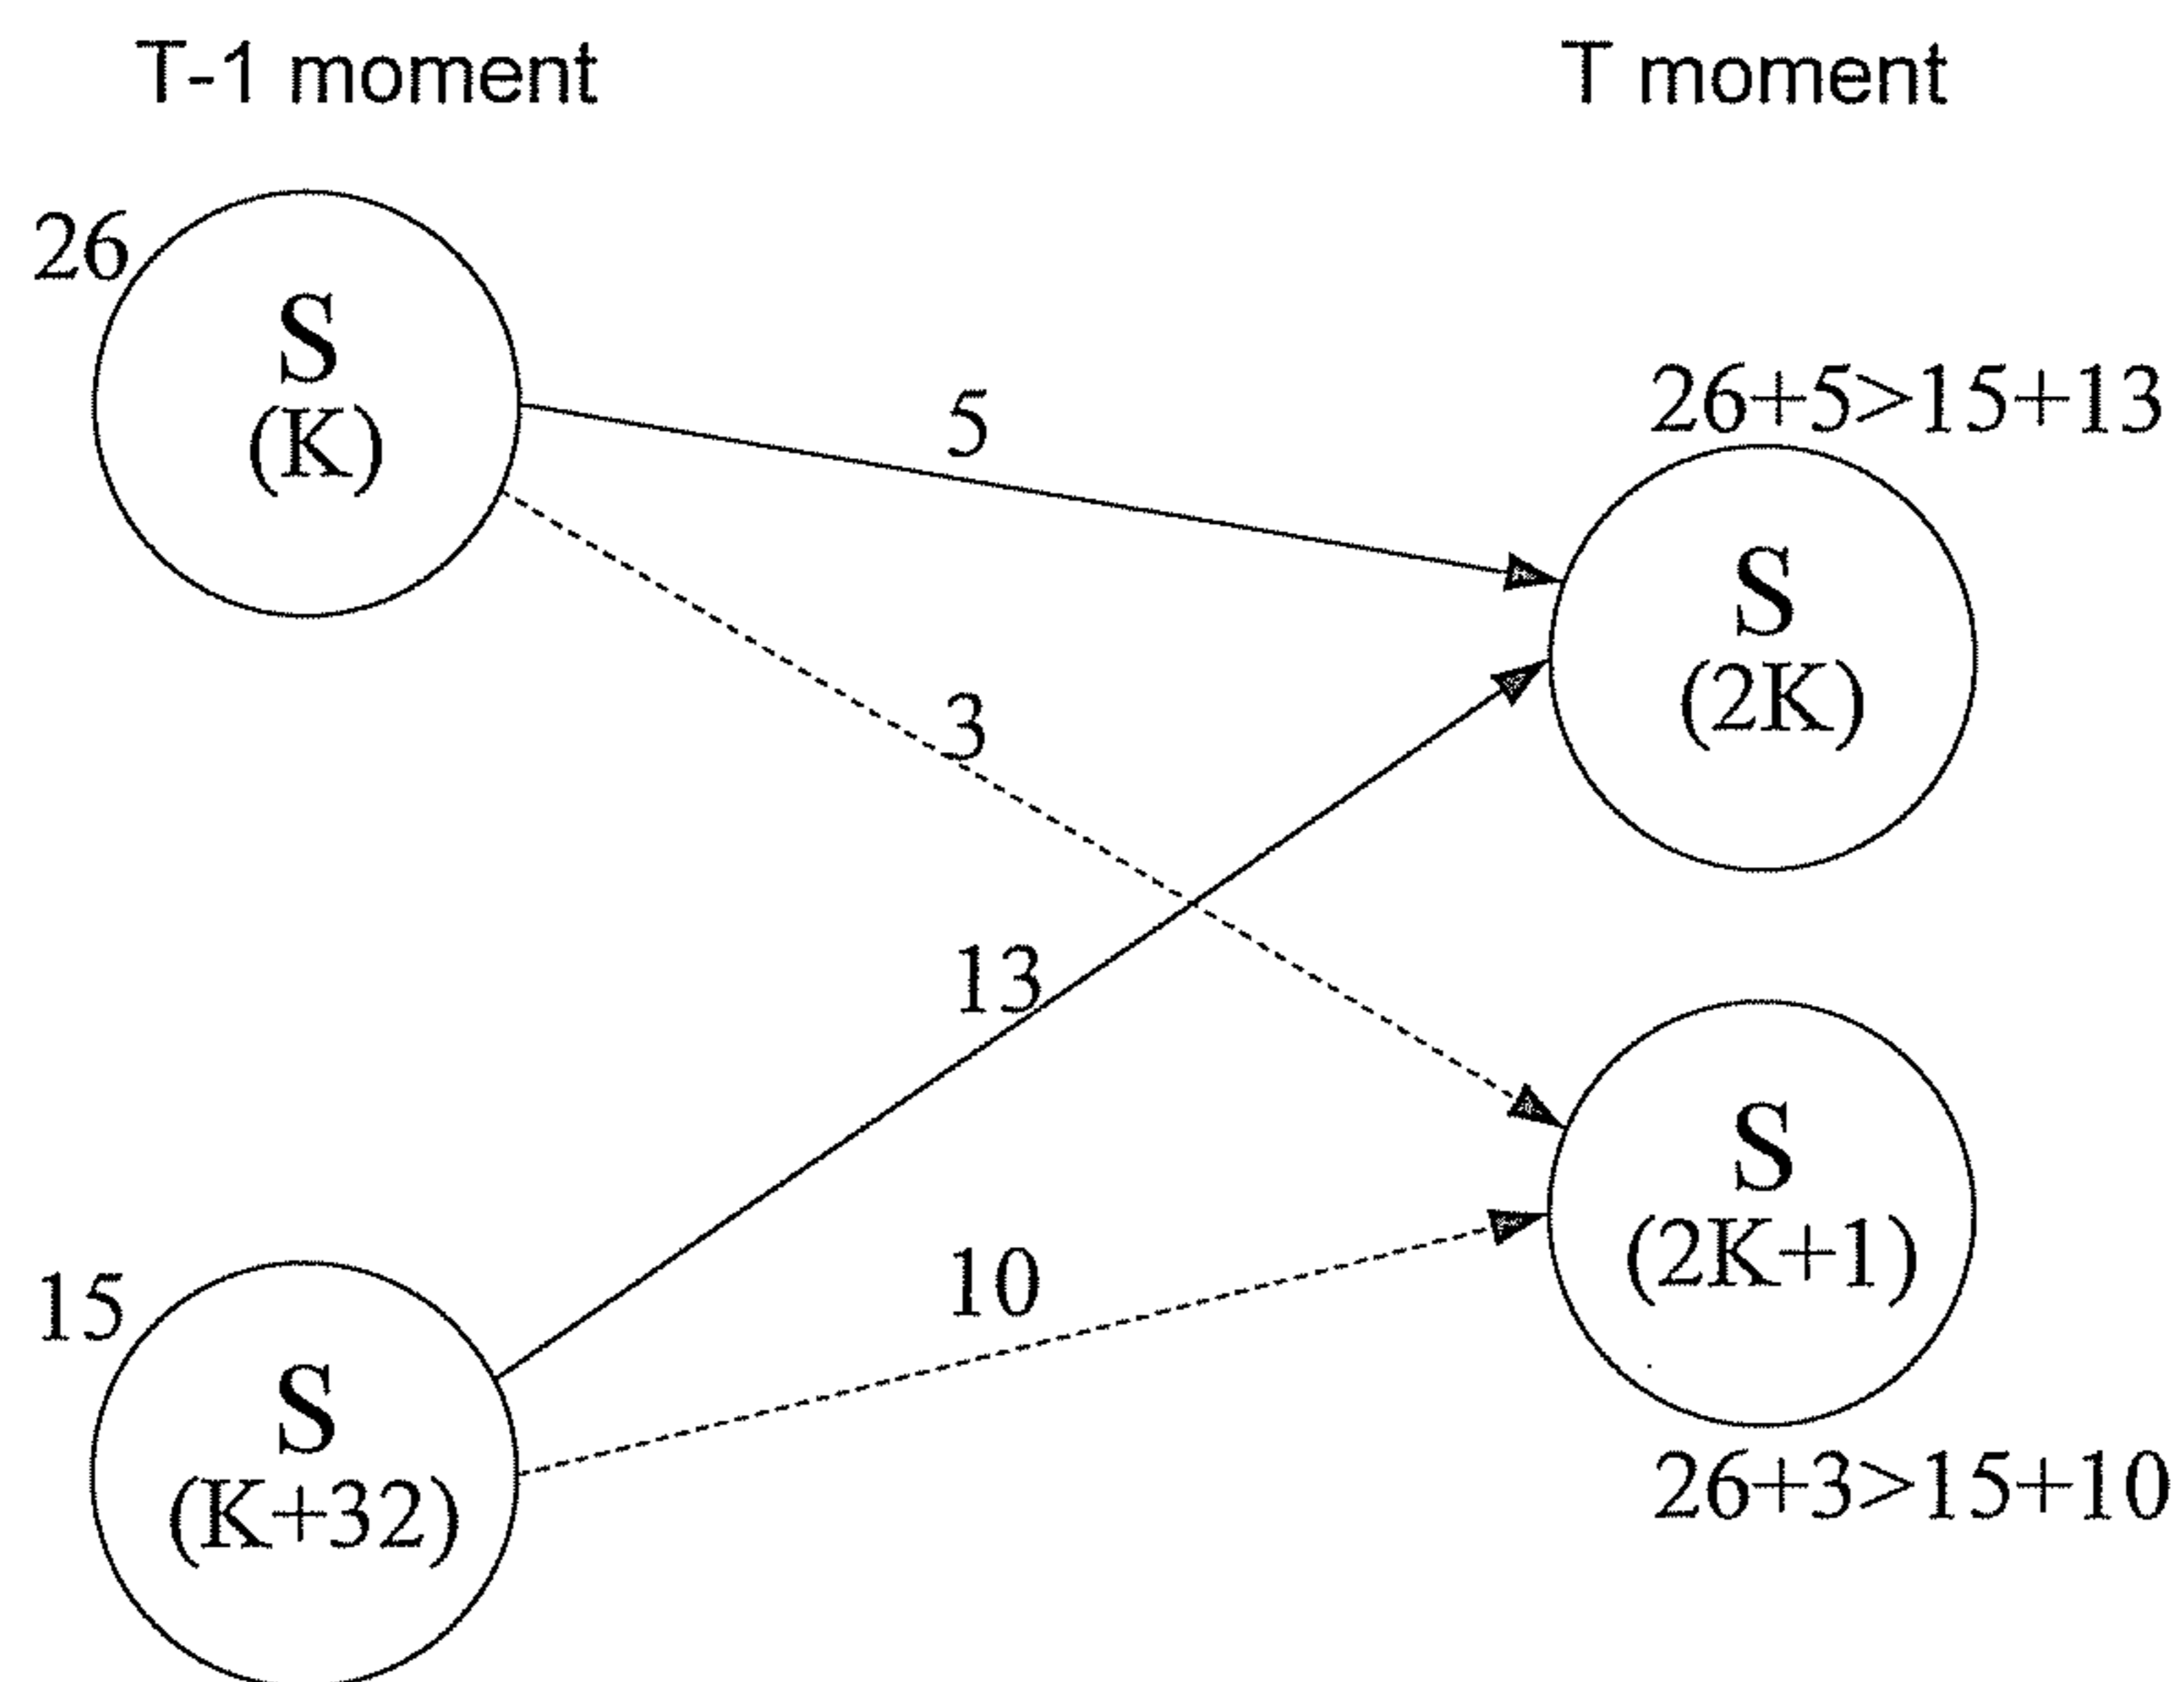 T-1 moment
T moment
26
S
(K)
5
26+5>15+13
S
(2K)
3
13
S
(2K+1)
10
15
S
(K+32)
26+3>15+10